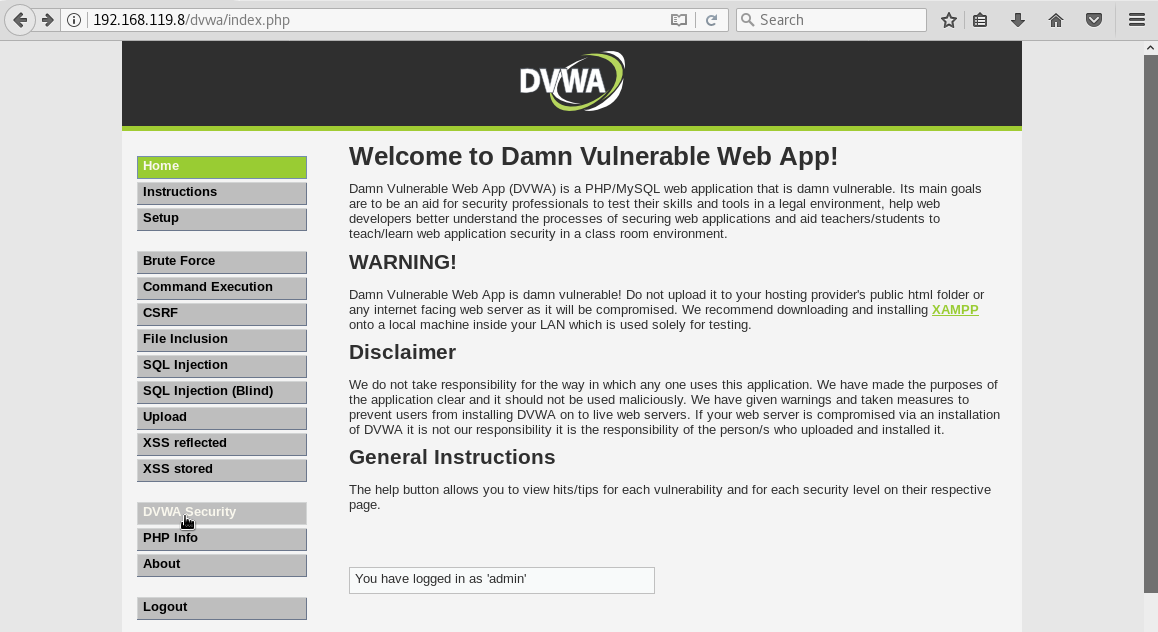 192.168.119.8/dvwa/index.php
Search
DVWA
Home
Instructions
Setup
Brute Force
Command Execution
CSRF
File Inclusion
SQL Injection
SQL Injection (Blind)
Upload
XSS reflected
XSS stored
DVWA Security
PHP Info
About
Logout
Welcome to Damn Vulnerable Web App!
Damn Vulnerable Web App (DVWA) is a PHP/MySQL web application that is damn vulnerable. Its main goals
are to be an aid for security professionals to test their skills and tools in a legal environment, help web
developers better understand the processes of securing web applications and aid teachers/students to
teach/learn web application security in a class room environment.
WARNING!
Damn Vulnerable Web App is damn vulnerable! Do not upload it to your hosting provider's public html folder or
any internet facing web server as it will be compromised. We recommend downloading and installing XAMPP
onto a local machine inside your LAN which is used solely for testing.
Disclaimer
We do not take responsibility for the way in which any one uses this application. We have made the purposes of
the application clear and it should not be used maliciously. We have given warnings and taken measures to
prevent users from installing DVWA on to live web servers. If your web server is compromised via an installation
of DVWA it is not our responsibility it is the responsibility of the person/s who uploaded and installed it.
General Instructions
The help button allows you to view hits/tips for each vulnerability and for each security level on their respective
page.
You have logged in as 'admin'